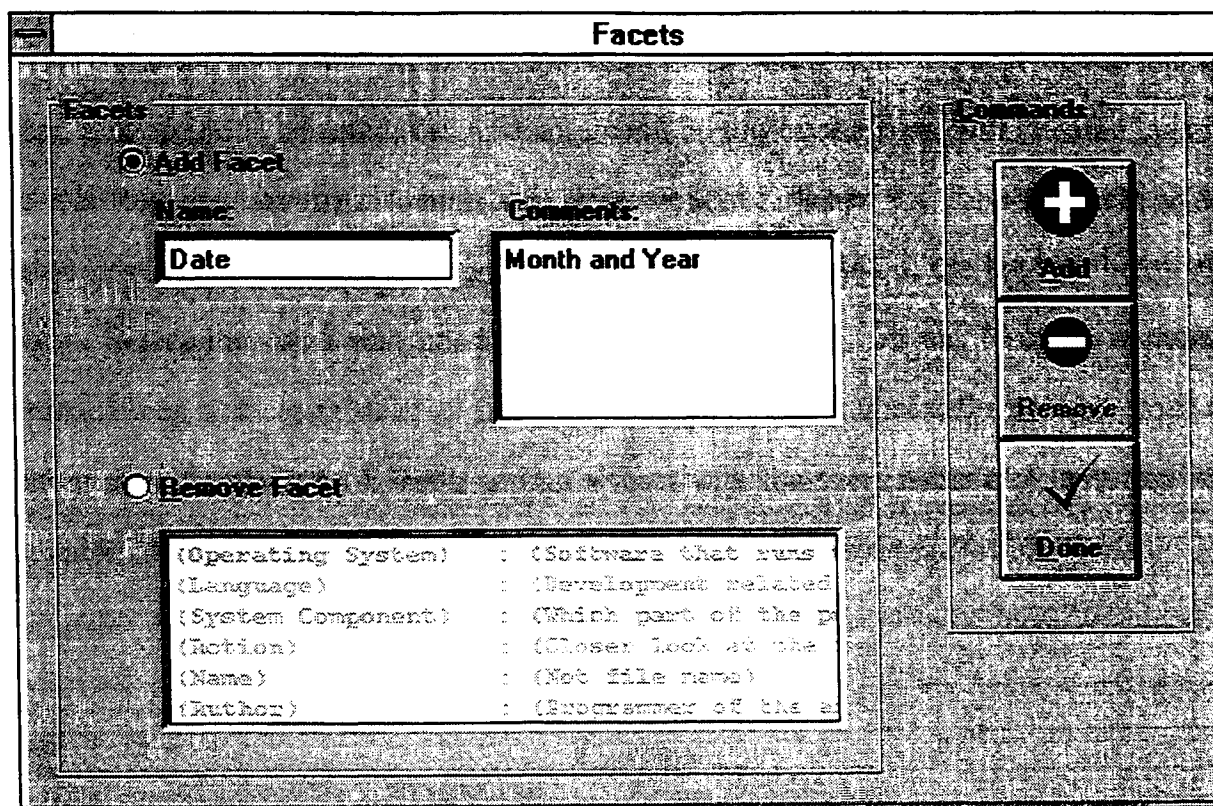 Facets
Facets
Add Facet
Name:
Comments:
Date
Month and Year
Remove Facet
(Operating System) : (Software that runs
(Language) : (Development related
(System Component) : (Which part of the
(Action) : (Closer look at the
(Name) : (Not file name)
(Author) : (Programmer of the
Commands
Add
Remove
Done